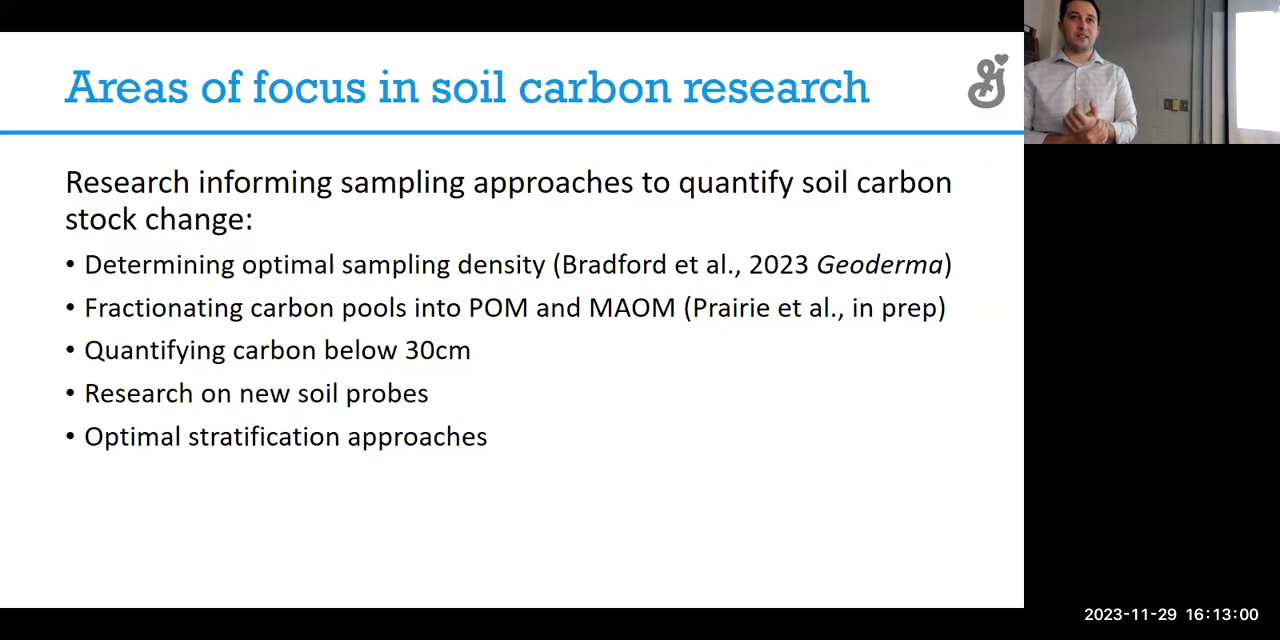 Areas of focus in soil carbon research
Research informing sampling approaches to quantify soil carbon
stock change:
• Determining optimal sampling density (Bradford et al., 2023 Geoderma)
• Fractionating carbon pools into POM and MAOM (Prairie et al., in prep)
• Quantifying carbon below 30cm
• Research on new soil probes
• Optimal stratification approaches
2023-11-29 16:13:00